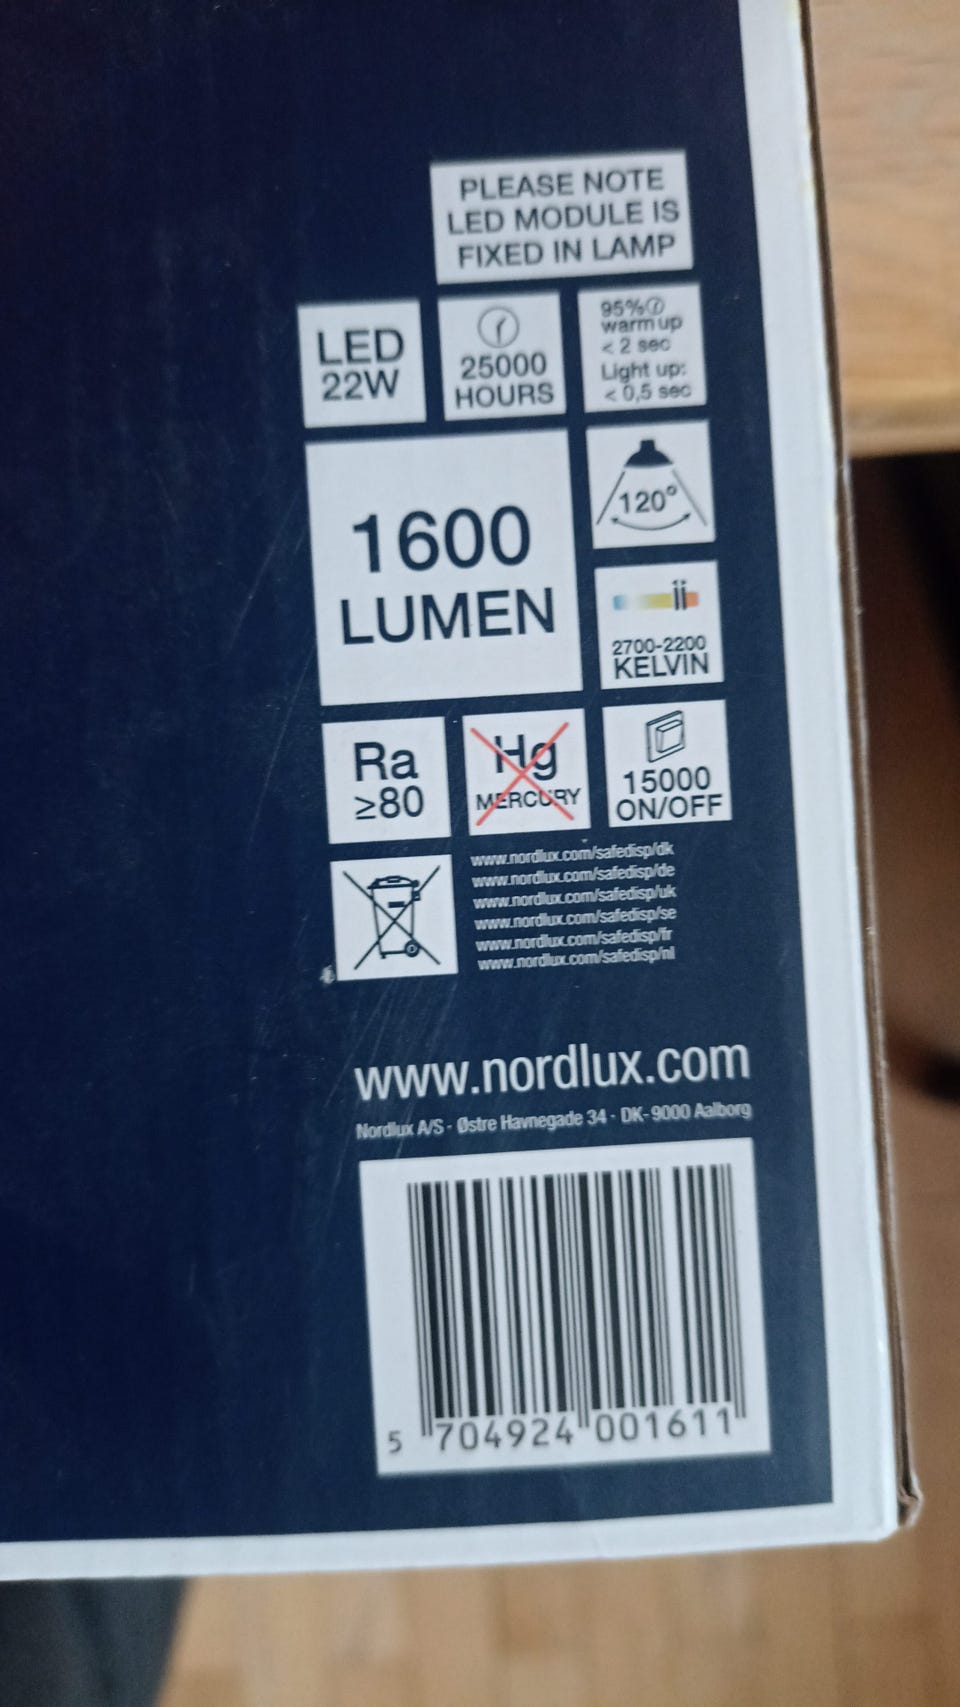 PLEASE NOTE
LED MODULE IS
FIXED IN LAMP
LED
22W
25000
HOURS
95%
warm up
< 2 sec
Light up:
< 0,5 sec
1600
LUMEN
120°
2700-2200
KELVIN
Ra
≥80
Hg
MERCURY
15000
ON/OFF
www.nordlux.com/safedisp/dk
www.nordlux.com/safedisp/de
www.nordlux.com/safedisp/uk
www.nordlux.com/safedisp/se
www.nordlux.com/safedisp/fr
www.nordlux.com/safedisp/nl
www.nordlux.com
Nordlux A/S · Østre Havnegade 34 · DK-9000 Aalborg
5 704924 001611